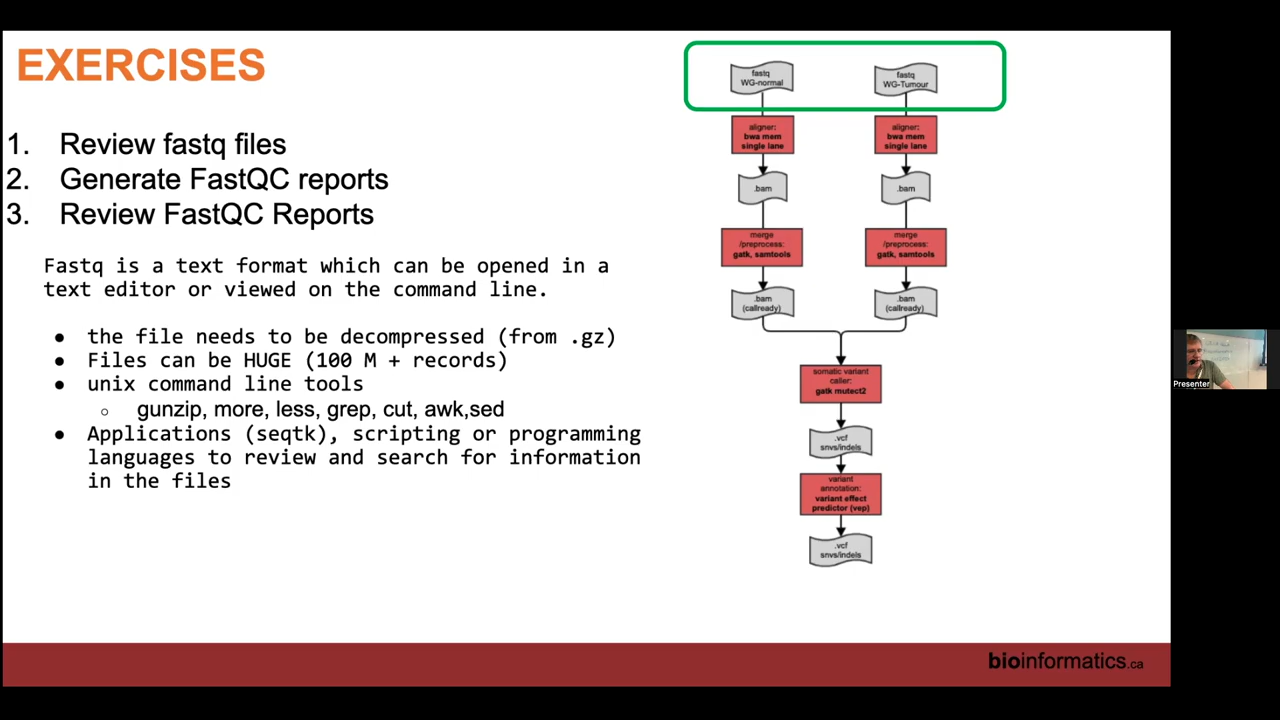 EXERCISES
1. Review fastq files
2. Generate FastQC reports
3. Review FastQC Reports
Fastq is a text format which can be opened in a
text editor or viewed on the command line.
● the file needs to be decompressed (from .gz)
● Files can be HUGE (100 M + records)
● unix command line tools
○ gunzip, more, less, grep, cut, awk,sed
● Applications (seqtk), scripting or programming
languages to review and search for information
in the files
fastq
WG-normal
fastq
WG-Tumour
aligner:
bwa mem
single lane
aligner:
bwa mem
single lane
.bam
.bam
merge
/preprocess:
gatk, samtools
merge
/preprocess:
gatk, samtools
.bam
(callready)
.bam
(callready)
somatic variant
caller:
gatk mutect2
.vcf
snvs/indels
variant
annotation:
variant effect
predictor (vep)
.vcf
snvs/indels
bioinformatics.ca
Presenter